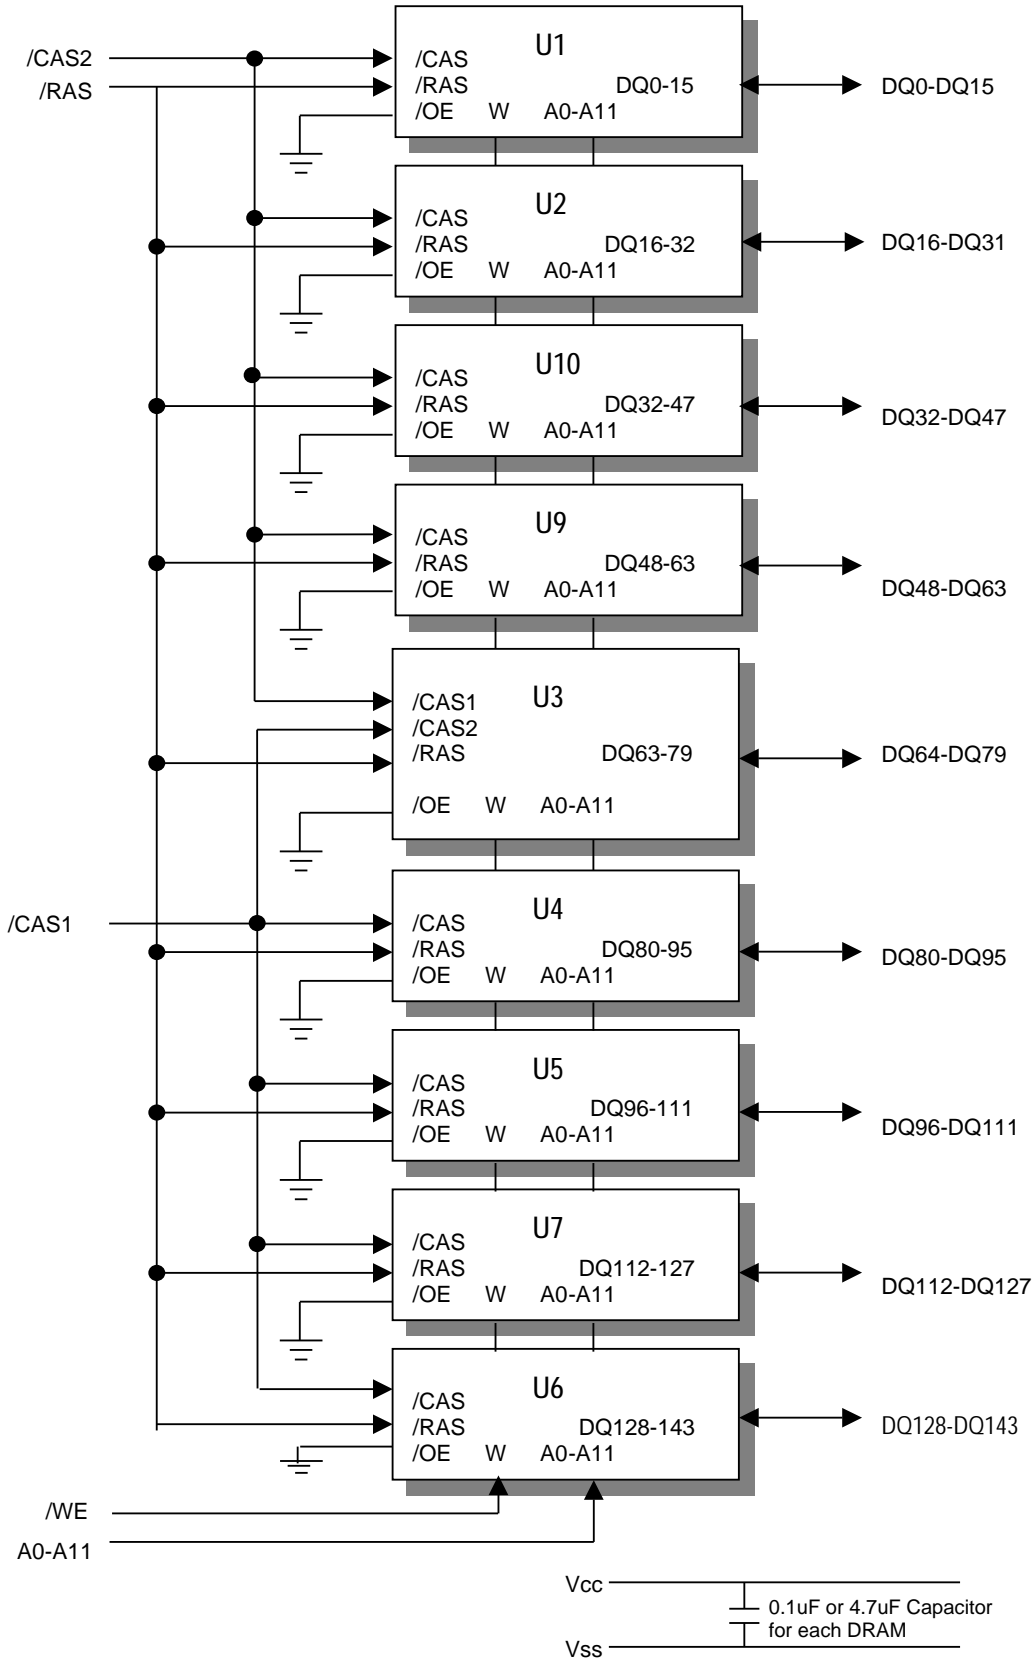 /CAS2
/RAS
U1
/CAS
/RAS DQ0-15
/OE W A0-A11
DQ0-DQ15
U2
/CAS
/RAS DQ16-32
/OE W A0-A11
DQ16-DQ31
U10
/CAS
/RAS DQ32-47
/OE W A0-A11
DQ32-DQ47
U9
/CAS
/RAS DQ48-63
/OE W A0-A11
DQ48-DQ63
U3
/CAS1
/CAS2
/RAS DQ63-79
/OE W A0-A11
DQ64-DQ79
/CAS1
U4
/CAS
/RAS DQ80-95
/OE W A0-A11
DQ80-DQ95
U5
/CAS
/RAS DQ96-111
/OE W A0-A11
DQ96-DQ111
U7
/CAS
/RAS DQ112-127
/OE W A0-A11
DQ112-DQ127
U6
/CAS
/RAS DQ128-143
/OE W A0-A11
DQ128-DQ143
/WE
A0-A11
Vcc
0.1uF or 4.7uF Capacitor
for each DRAM
Vss